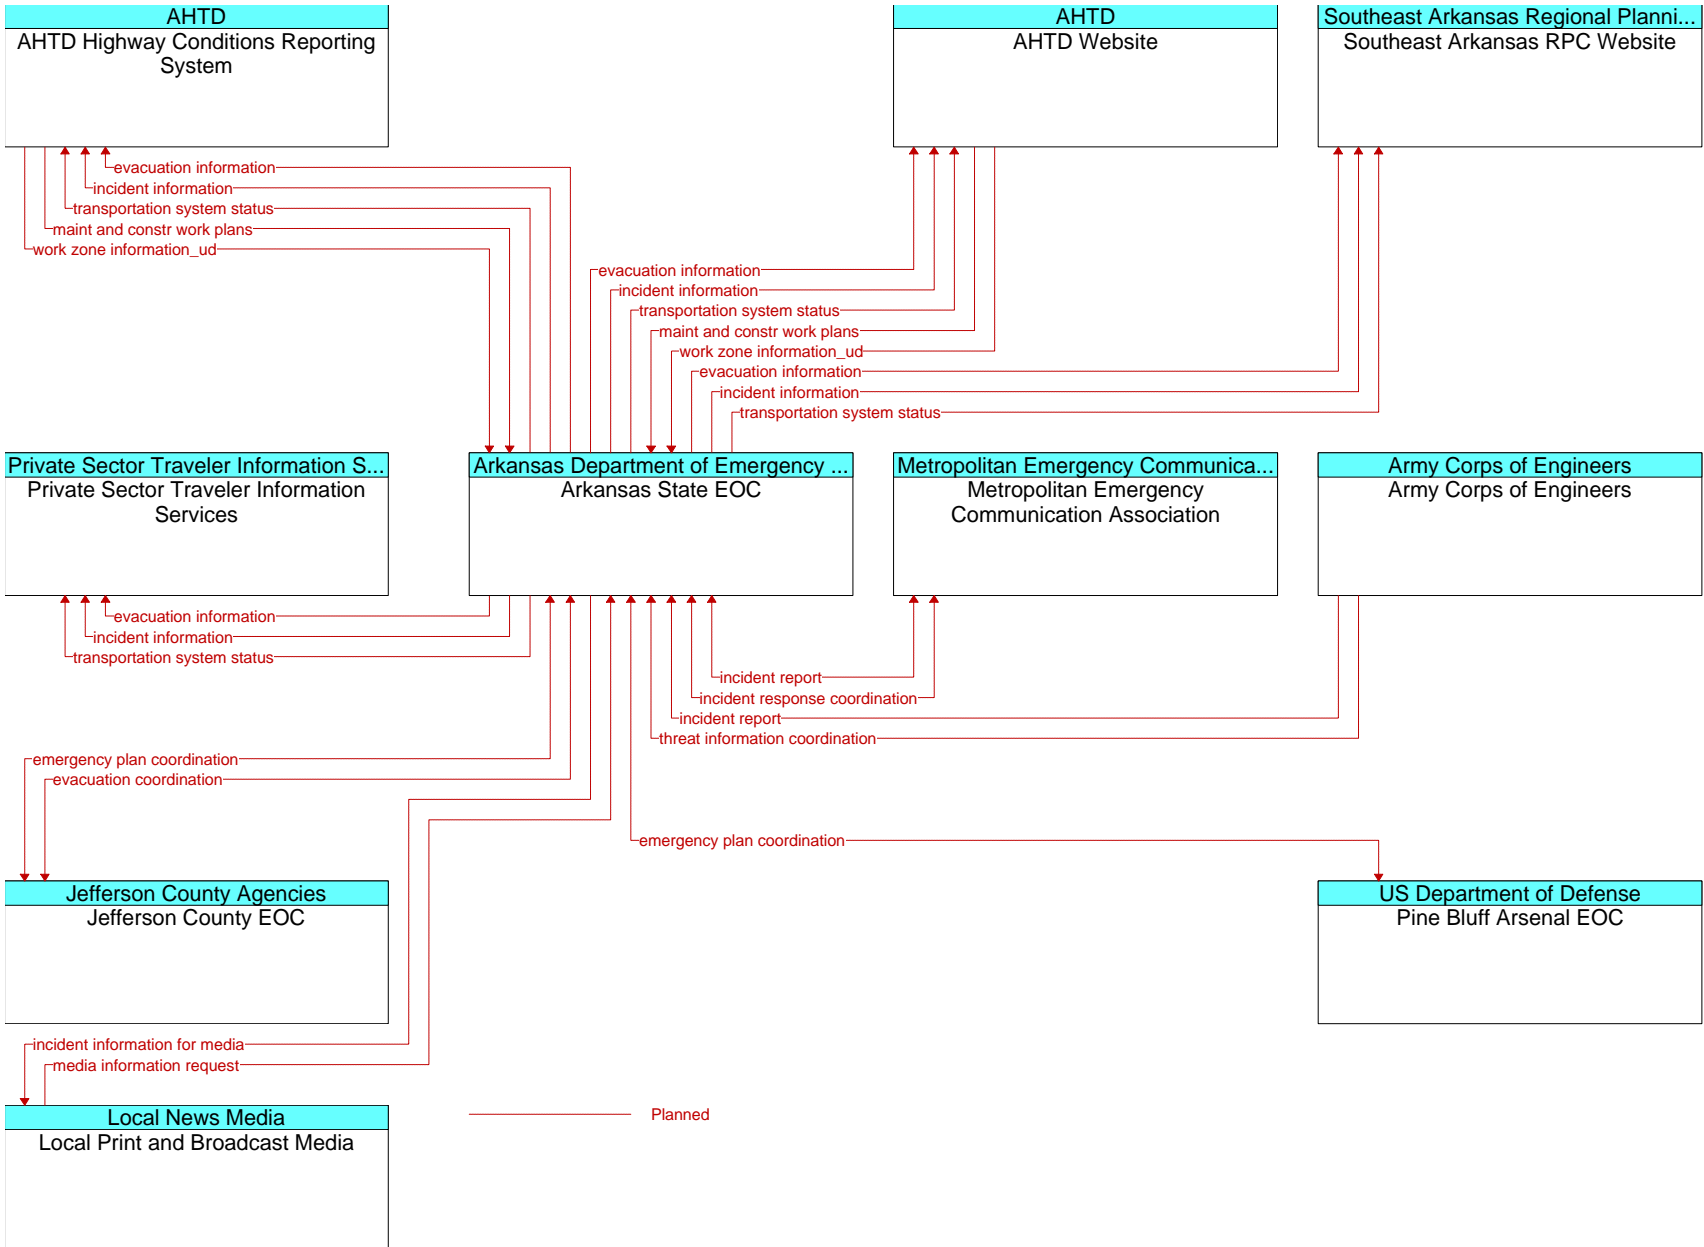 AHTD
AHTD Highway Conditions Reporting
System
AHTD
AHTD Website
Southeast Arkansas Regional Planni...
Southeast Arkansas RPC Website
evacuation information
incident information
transportation system status
maint and constr work plans
work zone information_ud
evacuation information
incident information
transportation system status
maint and constr work plans
work zone information_ud
evacuation information
incident information
transportation system status
Private Sector Traveler Information S...
Private Sector Traveler Information
Services
Arkansas Department of Emergency ...
Arkansas State EOC
Metropolitan Emergency Communica...
Metropolitan Emergency
Communication Association
Army Corps of Engineers
Army Corps of Engineers
evacuation information
incident information
transportation system status
incident report
incident response coordination
incident report
threat information coordination
emergency plan coordination
evacuation coordination
emergency plan coordination
Jefferson County Agencies
Jefferson County EOC
US Department of Defense
Pine Bluff Arsenal EOC
incident information for media
media information request
Local News Media
Local Print and Broadcast Media
Planned